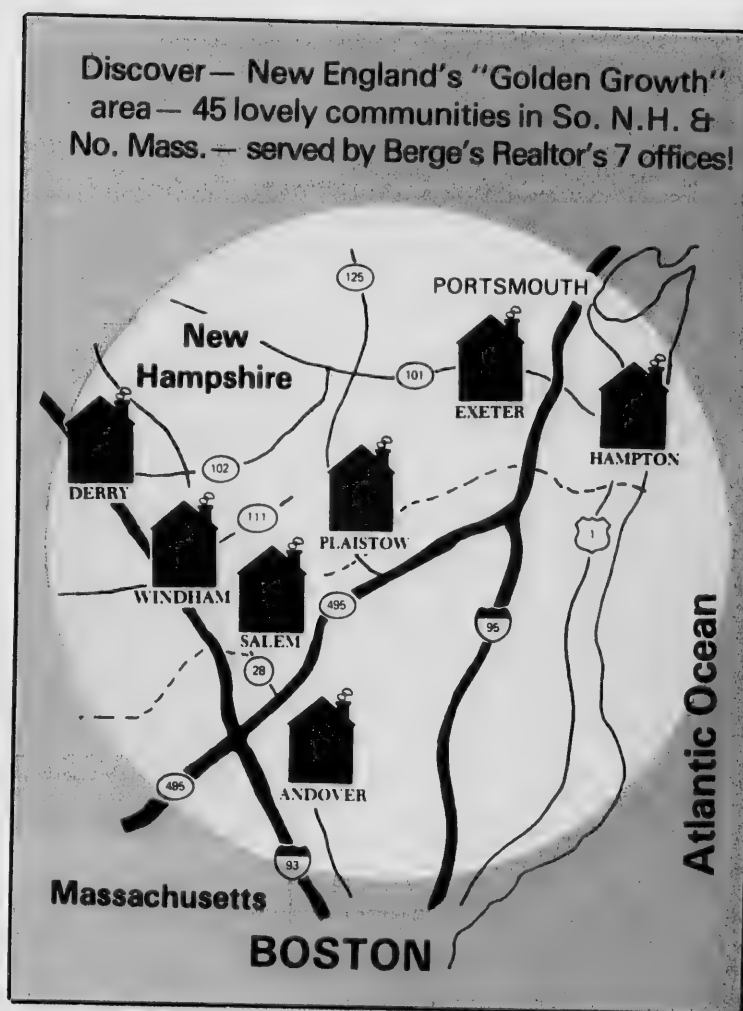 Discover— New England's "Golden Growth"
area— 45 lovely communities in So. N.H. &
No. Mass.— served by Berge's Realtor's 7 offices!
125
PORTSMOUTH
New
Hampshire
101
EXETER
HAMPTON
DERRY
102
111
PLAISTOW
1
WINDHAM
SALEM
495
95
28
ANDOVER
495
93
Atlantic Ocean
Massachusetts
BOSTON